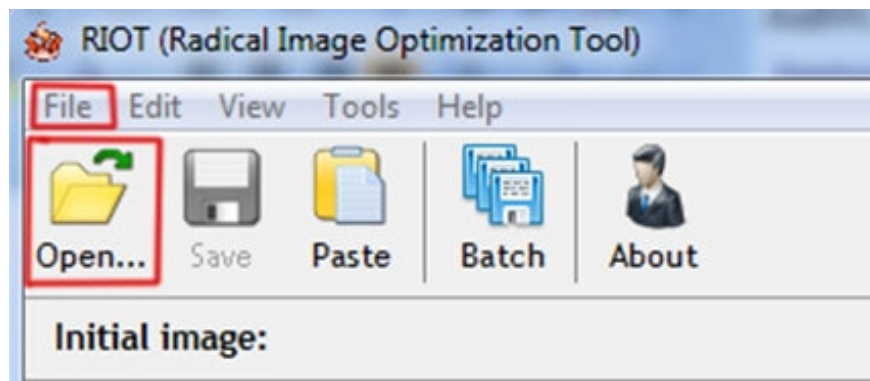 RIOT (Radical Image Optimization Tool)
File Edit View Tools Help
Open... Save Paste Batch About
Initial image: